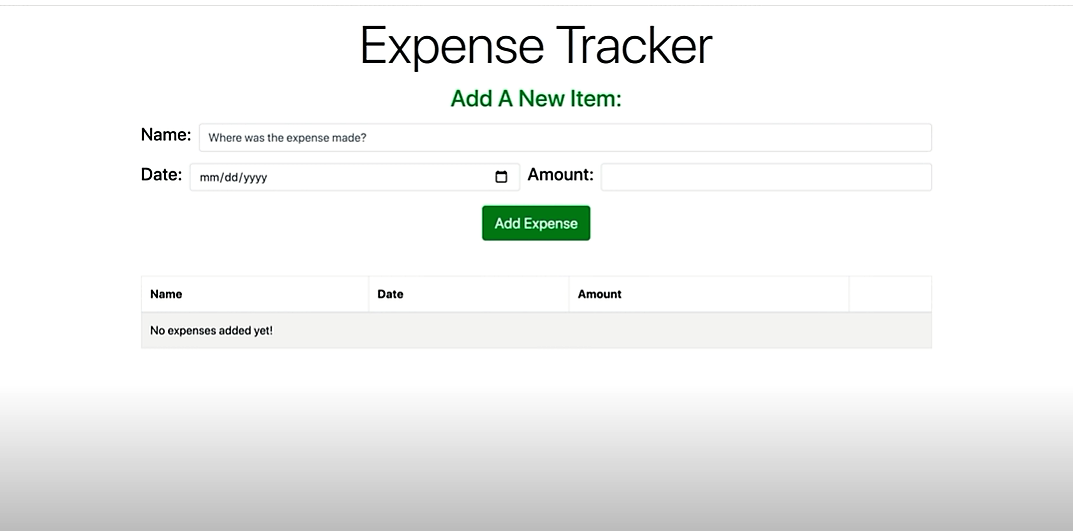 Expense Tracker
Add A New Item:
Name: Where was the expense made?
Date: mm/dd/yyyy Amount:
Add Expense
Name Date Amount
No expenses added yet!